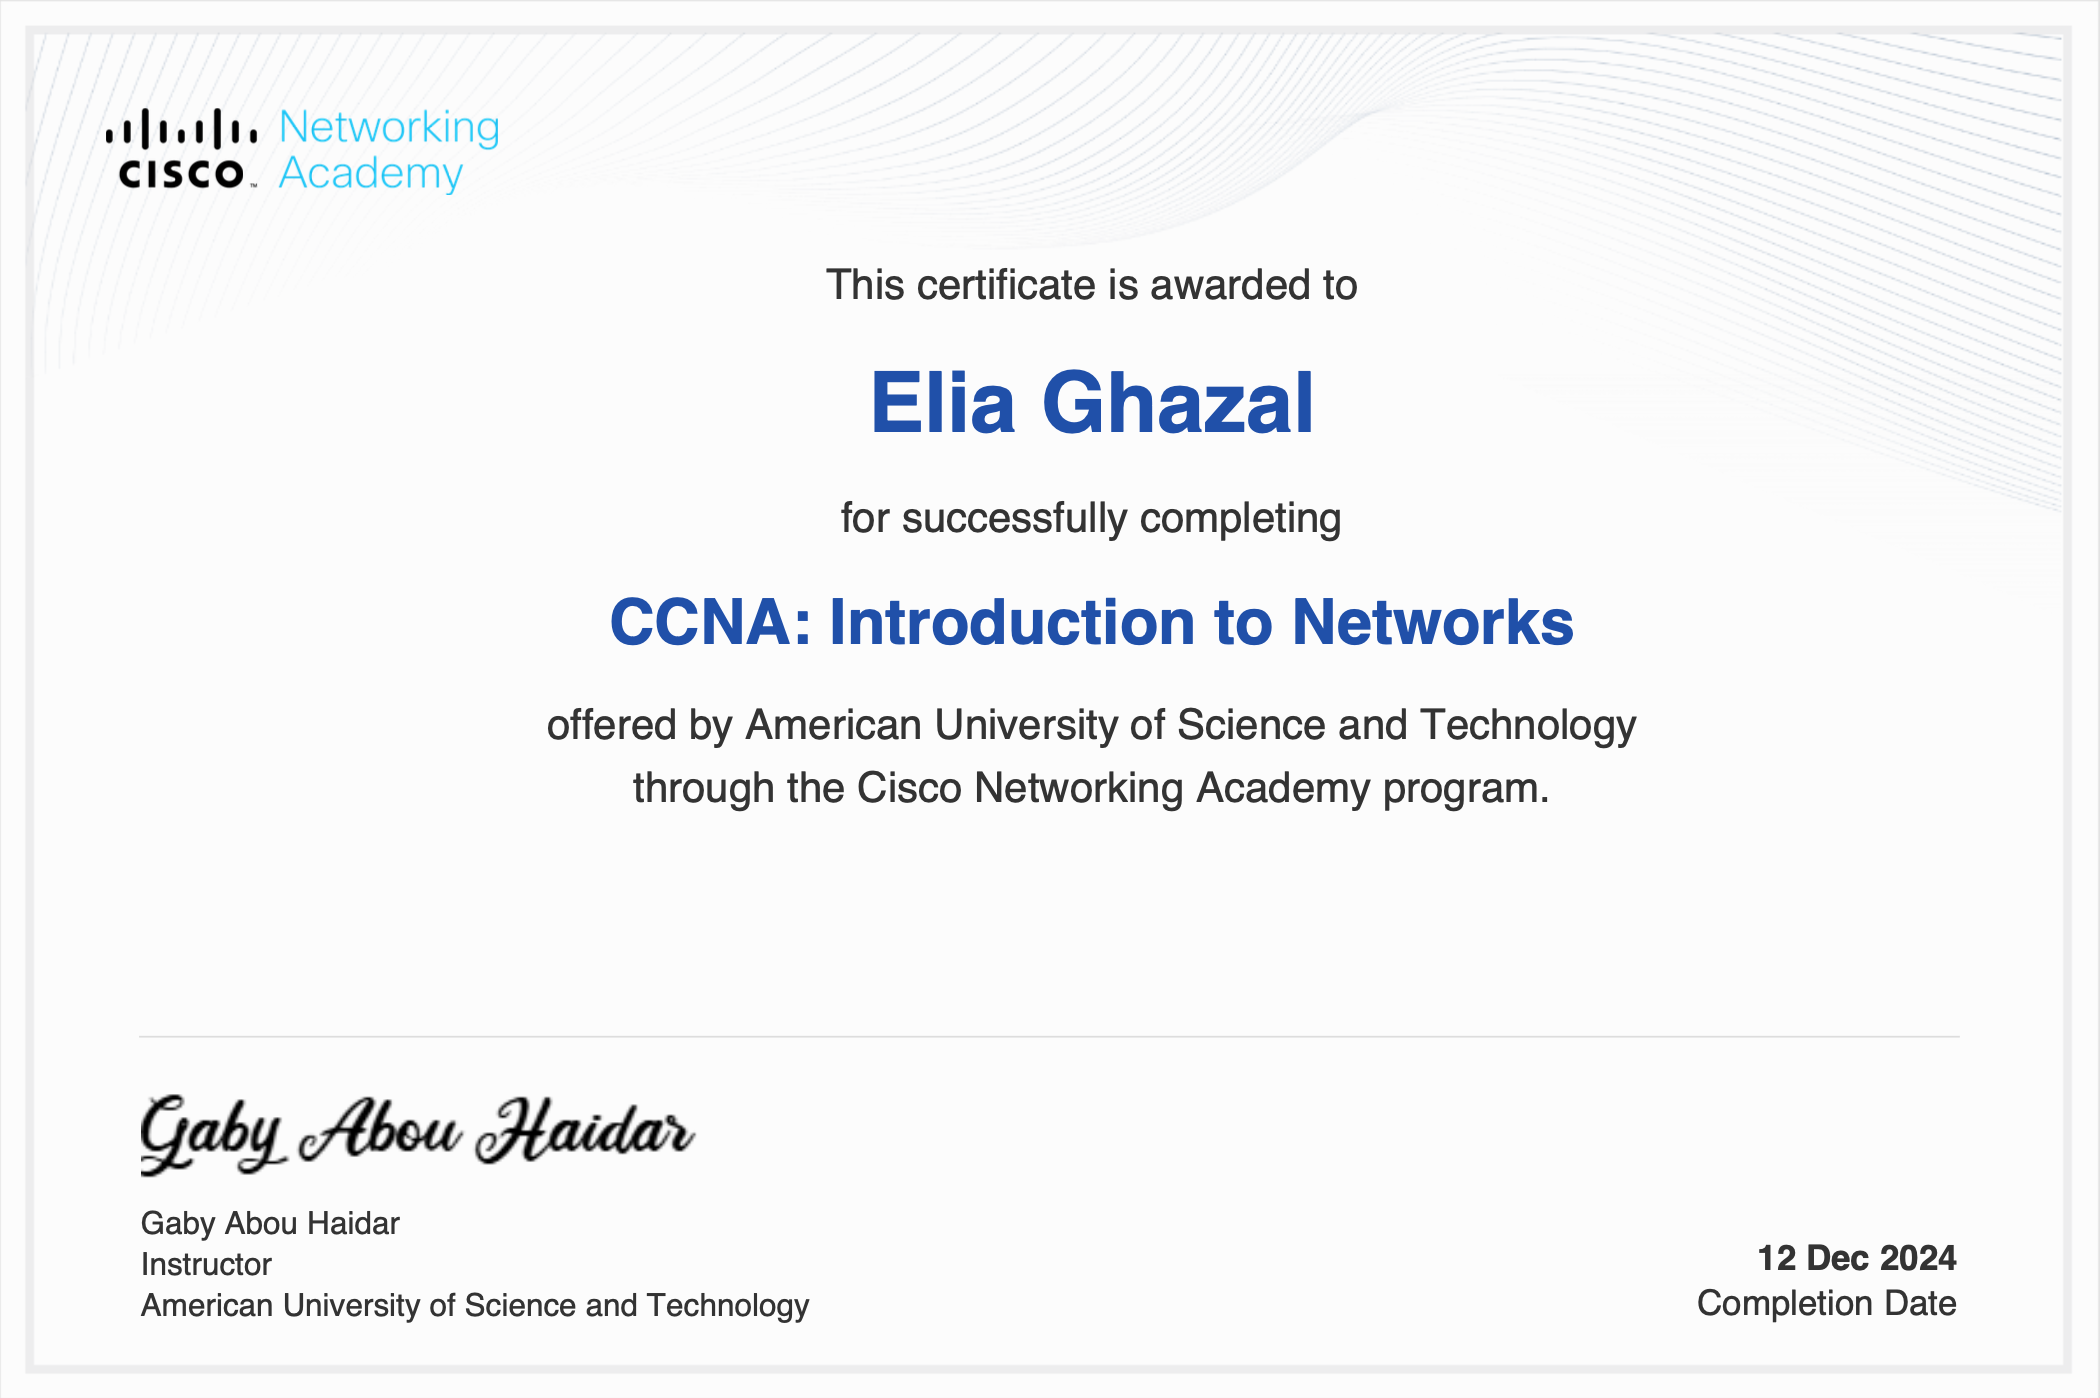 CISCO™ Networking
Academy
This certificate is awarded to
Elia Ghazal
for successfully completing
CCNA: Introduction to Networks
offered by American University of Science and Technology
through the Cisco Networking Academy program.
Gaby Abou Haidar
Gaby Abou Haidar
Instructor
American University of Science and Technology
12 Dec 2024
Completion Date